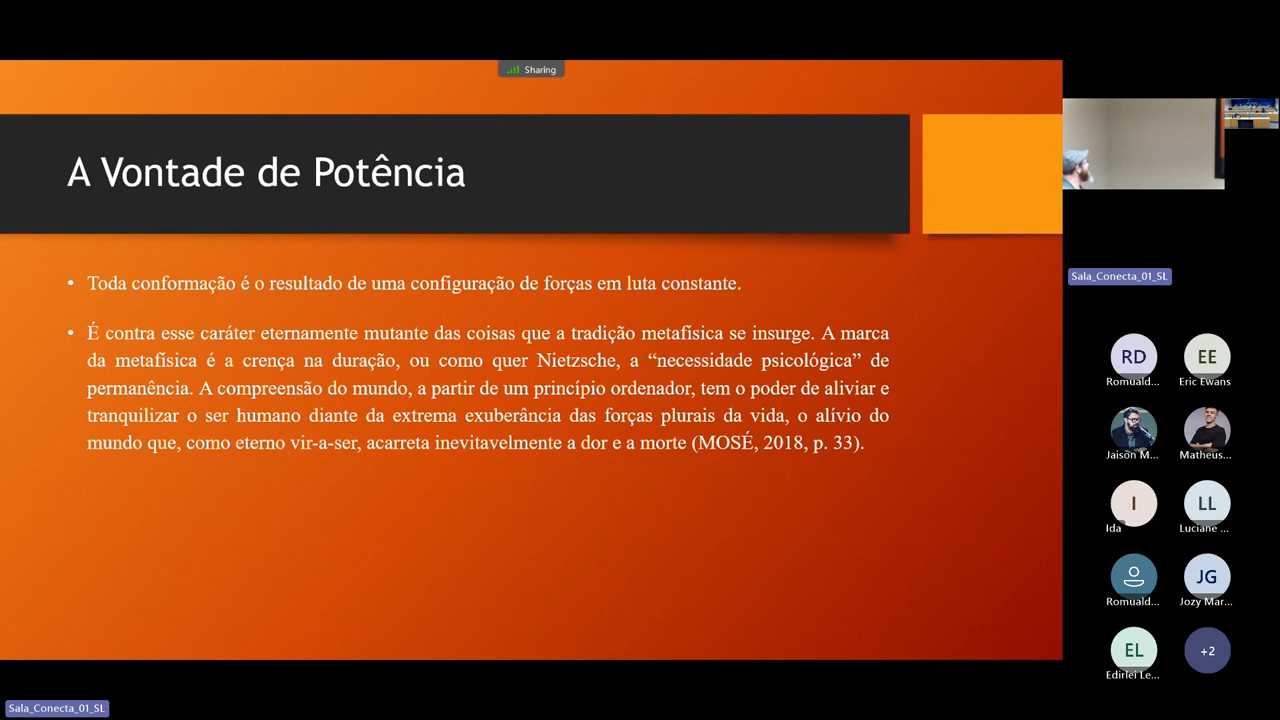 Sharing
A Vontade de Potência
• Toda conformação é o resultado de uma configuração de forças em luta constante.
• É contra esse caráter eternamente mutante das coisas que a tradição metafísica se insurge. A marca
da metafísica é a crença na duração, ou como quer Nietzsche, a “necessidade psicológica” de
permanência. A compreensão do mundo, a partir de um princípio ordenador, tem o poder de aliviar e
tranquilizar o ser humano diante da extrema exuberância das forças plurais da vida, o alívio do
mundo que, como eterno vir-a-ser, acarreta inevitavelmente a dor e a morte (MOSÉ, 2018, p. 33).
Sala_Conecta_01_SL
RD
EE
Romuald...
Eric Ewans
Jaison M...
Matheus...
I
LL
Ida
Luciane ...
JG
Romuald...
Jozy Mar...
EL
+2
Edirlei Le...
Sala_Conecta_01_SL